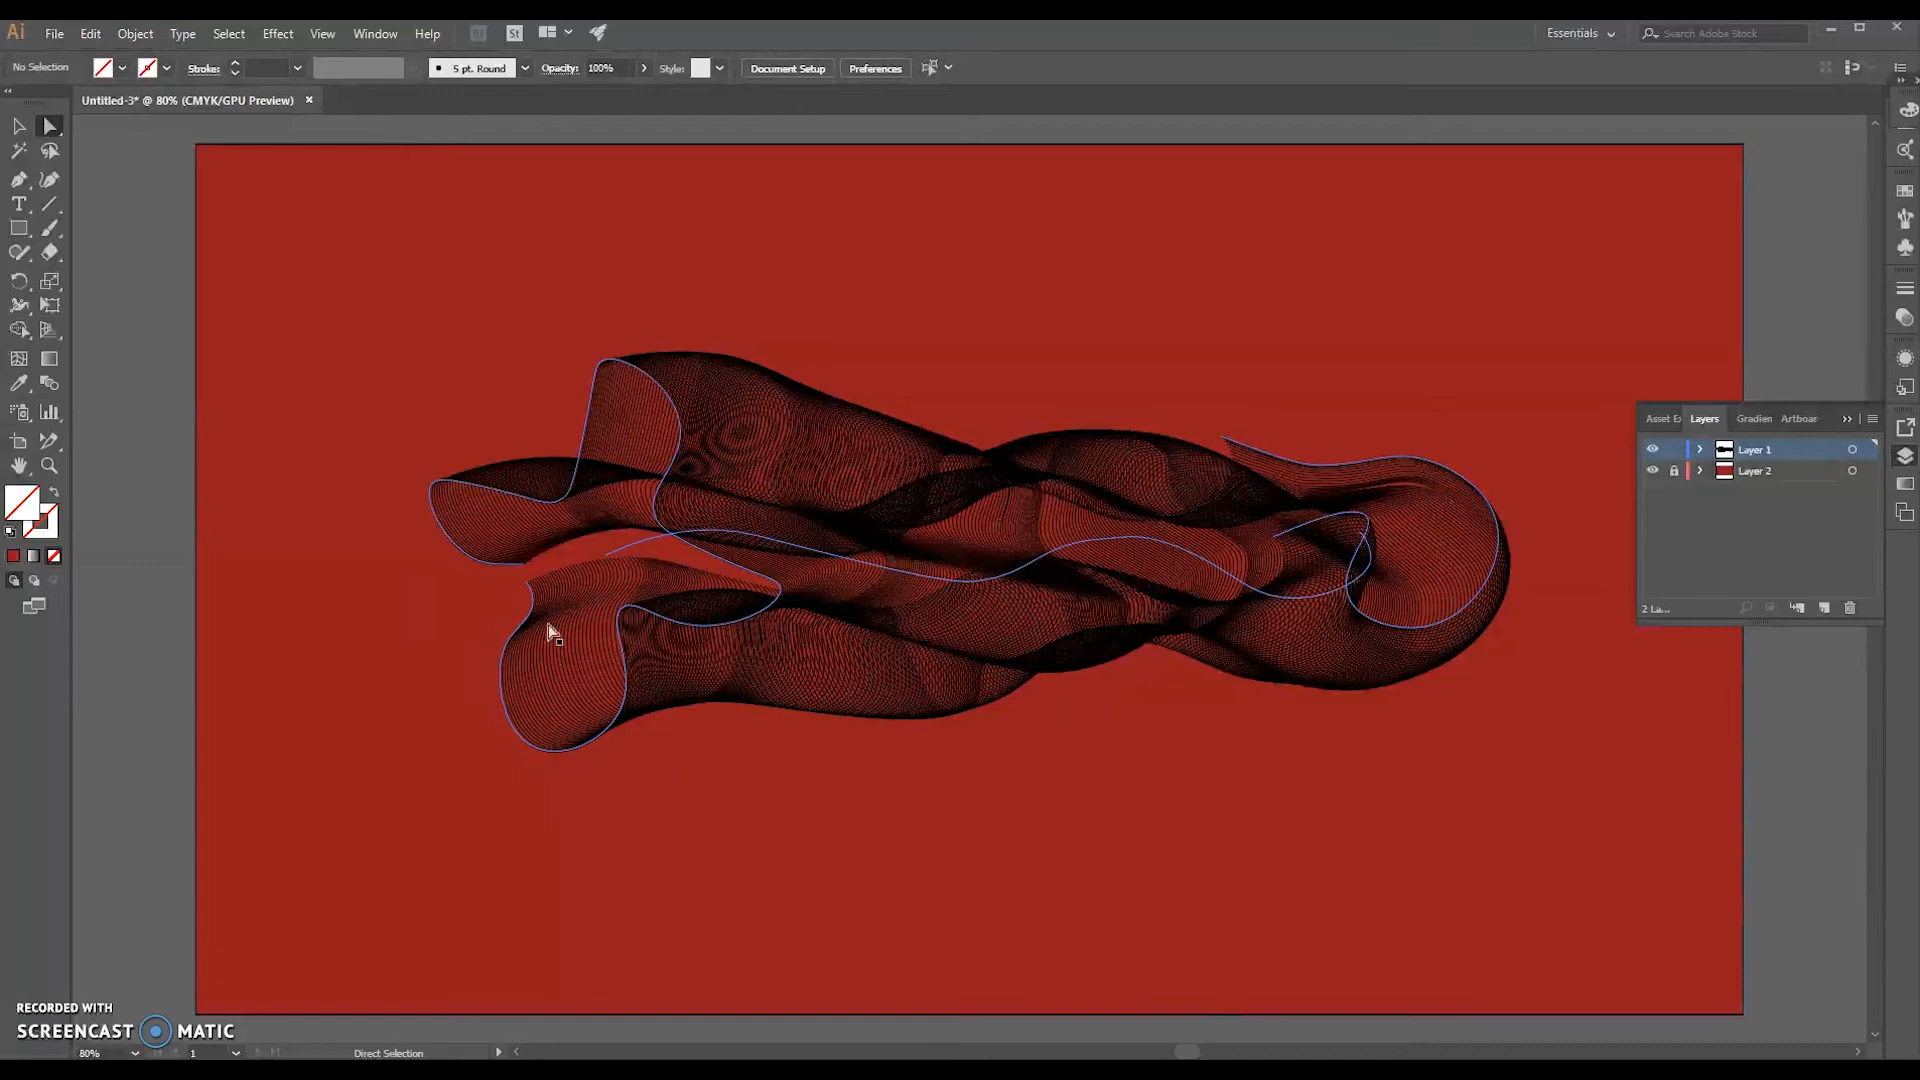 Ai File Edit Object Type Select Effect View Window Help Br St Essentials Search Adobe Stock
No Selection Stroke: 5 pt. Round Opacity: 100% Style: Document Setup Preferences
Untitled-3* @ 80% (CMYK/GPU Preview) ×
Asset E Layers Gradien Artboar
Layer 1
Layer 2
2 La...
RECORDED WITH
SCREENCAST MATIC
80% 1 Direct Selection